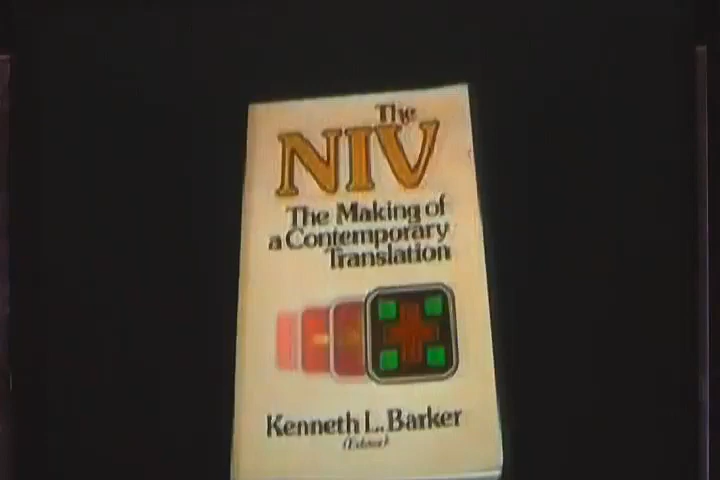 The
NIV
The Making of
a Contemporary
Translation
Kenneth L. Barker
(Editor)